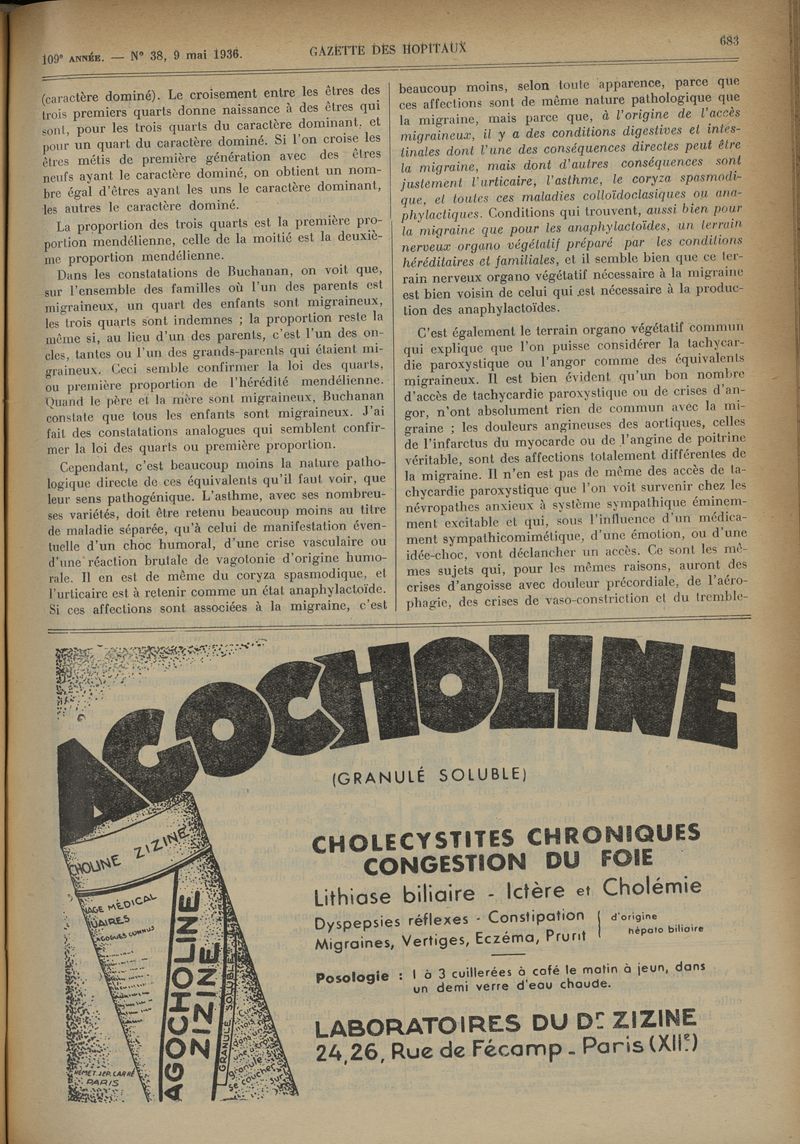 109e ANNÉE. — N° 38, 9 mai 1936.
GAZETTE DES HOPITAUX
683
(caractère dominé). Le croisement entre les êtres des
trois premiers quarts donne naissance à des êtres qui
sont, pour les trois quarts du caractère dominant, et
pour un quart du caractère dominé. Si l'on croise les
êtres métis de première génération avec des êtres
neufs ayant le caractère dominé, on obtient un nom-
bre égal d'êtres ayant les uns le caractère dominant,
les autres le caractère dominé.
La proportion des trois quarts est la première pro-
portion mendélienne, celle de la moitié est la deuxiè-
me proportion mendélienne.
Dans les constatations de Buchanan, on voit que,
sur l'ensemble des familles où l'un des parents est
migraineux, un quart des enfants sont migraineux,
les trois quarts sont indemnes ; la proportion reste la
même si, au lieu d'un des parents, c'est l'un des on-
cles, tantes ou l'un des grands-parents qui étaient mi-
graineux. Ceci semble confirmer la loi des quarts,
ou première proportion de l'hérédité mendélienne.
Quand le père et la mère sont migraineux, Buchanan
constate que tous les enfants sont migraineux. J'ai
fait des constatations analogues qui semblent confir-
mer la loi des quarts ou première proportion.
Cependant, c'est beaucoup moins la nature patho-
logique directe de ces équivalents qu'il faut voir, que
leur sens pathogénique. L'asthme, avec ses nombreu-
ses variétés, doit être retenu beaucoup moins au titre
de maladie séparée, qu'à celui de manifestation éven-
tuelle d'un choc humoral, d'une crise vasculaire ou
d'une réaction brutale de vagotonie d'origine humo-
rale. Il en est de même du coryza spasmodique, et
l'urticaire est à retenir comme un état anaphylactoïde.
Si ces affections sont associées à la migraine, c'est
beaucoup moins, selon toute apparence, parce que
ces affections sont de même nature pathologique que
la migraine, mais parce que, à l'origine de l'accès
migraineux, il y a des conditions digestives et intes-
tinales dont l'une des conséquences directes peut être
la migraine, mais dont d'autres conséquences sont
justement l'urticaire, l'asthme, le coryza spasmodi-
que, et toutes ces maladies colloïdoclasiques ou ana-
phylactiques. Conditions qui trouvent, aussi bien pour
la migraine que pour les anaphylactoïdes, un terrain
nerveux organo végétatif préparé par les conditions
héréditaires et familiales, et il semble bien que ce ter-
rain nerveux organo végétatif nécessaire à la migraine
est bien voisin de celui qui est nécessaire à la produc-
tion des anaphylactoïdes.
C'est également le terrain organo végétatif commun
qui explique que l'on puisse considérer la tachycar-
die paroxystique ou l'angor comme des équivalents
migraineux. Il est bien évident qu'un bon nombre
d'accès de tachycardie paroxystique ou de crises d'an-
gor, n'ont absolument rien de commun avec la mi-
graine ; les douleurs angineuses des aortiques, celles
de l'infarctus du myocarde ou de l'angine de poitrine
véritable, sont des affections totalement différentes de
la migraine. Il n'en est pas de même des accès de ta-
chycardie paroxystique que l'on voit survenir chez les
névropathes anxieux à système sympathique éminem-
ment excitable et qui, sous l'influence d'un médica-
ment sympathicomimétique, d'une émotion, ou d'une
idée-choc, vont déclancher un accès. Ce sont les mê-
mes sujets qui, pour les mêmes raisons, auront des
crises d'angoisse avec douleur précordiale, de l'aéro-
phagie, des crises de vaso-constriction et du tremble-
AGOCHOLINE
(GRANULÉ SOLUBLE)
CHOLECYSTITES CHRONIQUES
CONGESTION DU FOIE
Lithiase biliaire - Ictère et Cholémie
Dyspepsies réflexes - Constipation
Migraines, Vertiges, Eczéma, Prurit
d'origine
hépato biliaire
Posologie : 1 à 3 cuillerées à café le matin à jeun, dans
un demi verre d'eau chaude.
LABORATOIRES DU Dr ZIZINE
24,26, Rue de Fécamp - Paris (XIIe)
CHOLINE ZIZINE
AGE MÉDICAL
AGOCHOLINE
ZIZINE
GRANULÉ SOLUBLE
se coucher
PARIS